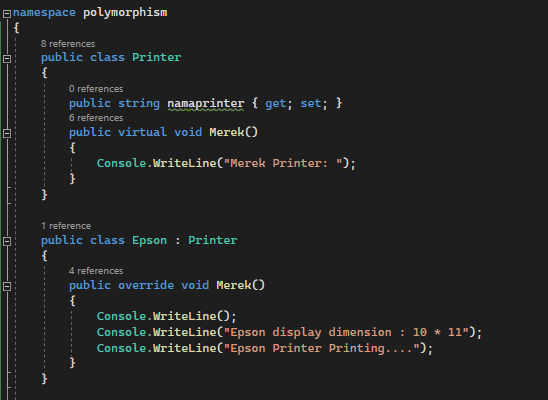 namespace polymorphism
{
8 references
public class Printer
{
0 references
public string namaprinter { get; set; }
6 references
public virtual void Merek()
{
Console.WriteLine("Merek Printer: ");
}
}
1 reference
public class Epson : Printer
{
4 references
public override void Merek()
{
Console.WriteLine();
Console.WriteLine("Epson display dimension : 10 * 11");
Console.WriteLine("Epson Printer Printing....");
}
}